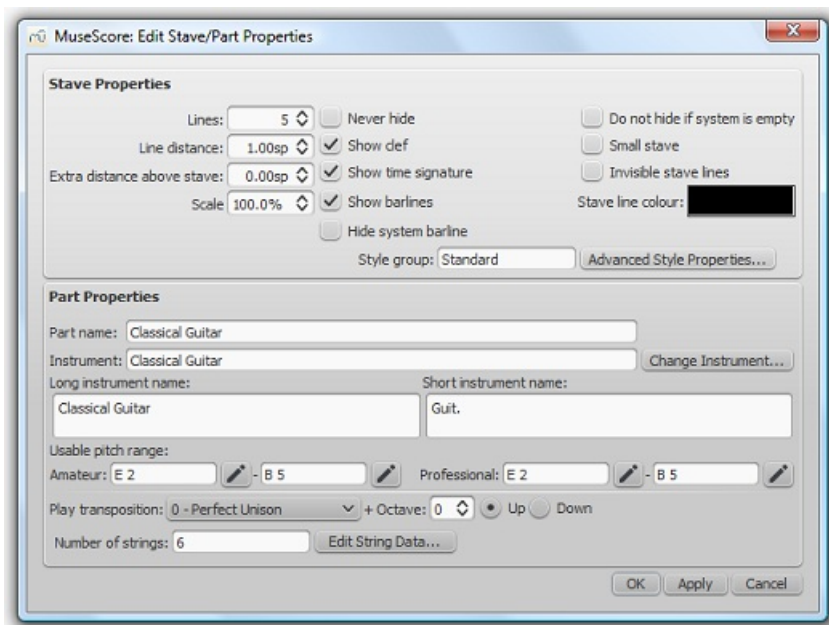 MuseScore: Edit Stave/Part Properties
Stave Properties
Lines: 5 Never hide Do not hide if system is empty
Line distance: 1.00sp Show clef Small stave
Extra distance above stave: 0.00sp Show time signature Invisible stave lines
Scale 100.0% Show barlines Stave line colour:
Hide system barline
Style group: Standard Advanced Style Properties...
Part Properties
Part name: Classical Guitar
Instrument: Classical Guitar Change Instrument...
Long instrument name: Short instrument name:
Classical Guitar Guit.
Usable pitch range:
Amateur: E 2 - B 5 Professional: E 2 - B 5
Play transposition: 0 - Perfect Unison + Octave: 0 Up Down
Number of strings: 6 Edit String Data...
OK Apply Cancel